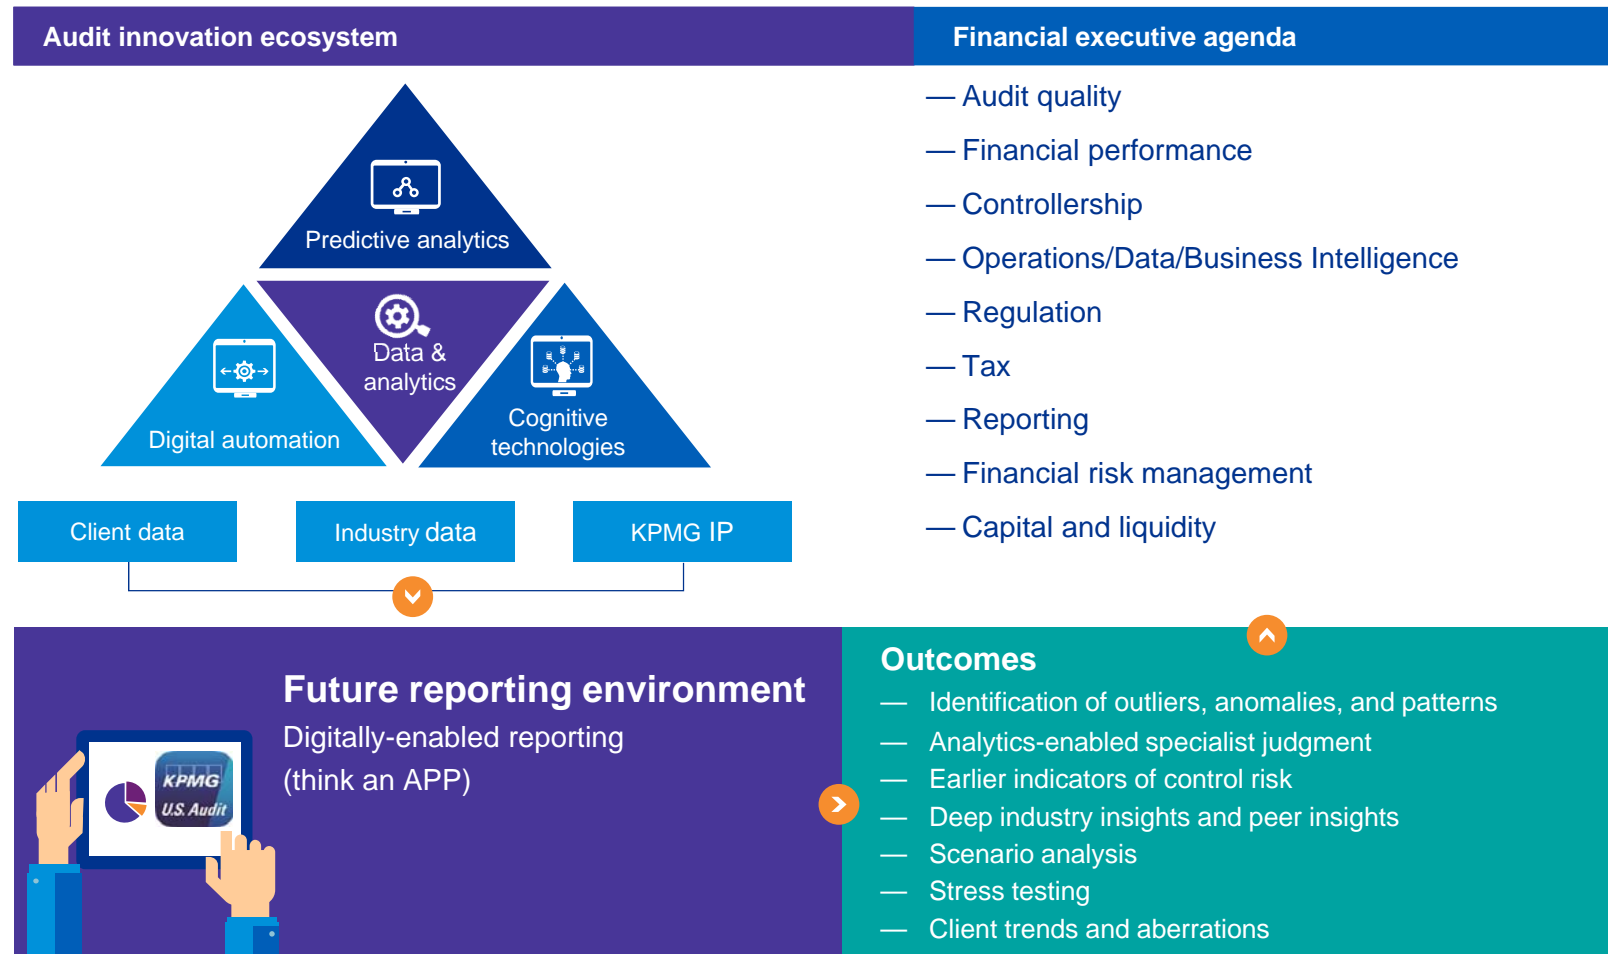 Audit innovation ecosystem
Predictive analytics
Data &
analytics
Digital automation
Cognitive
technologies
Client data
Industry data
KPMG IP
Financial executive agenda
— Audit quality
— Financial performance
— Controllership
— Operations/Data/Business Intelligence
— Regulation
— Tax
— Reporting
— Financial risk management
— Capital and liquidity
Future reporting environment
Digitally-enabled reporting
(think an APP)
KPMG
U.S. Audit
Outcomes
— Identification of outliers, anomalies, and patterns
— Analytics-enabled specialist judgment
— Earlier indicators of control risk
— Deep industry insights and peer insights
— Scenario analysis
— Stress testing
— Client trends and aberrations